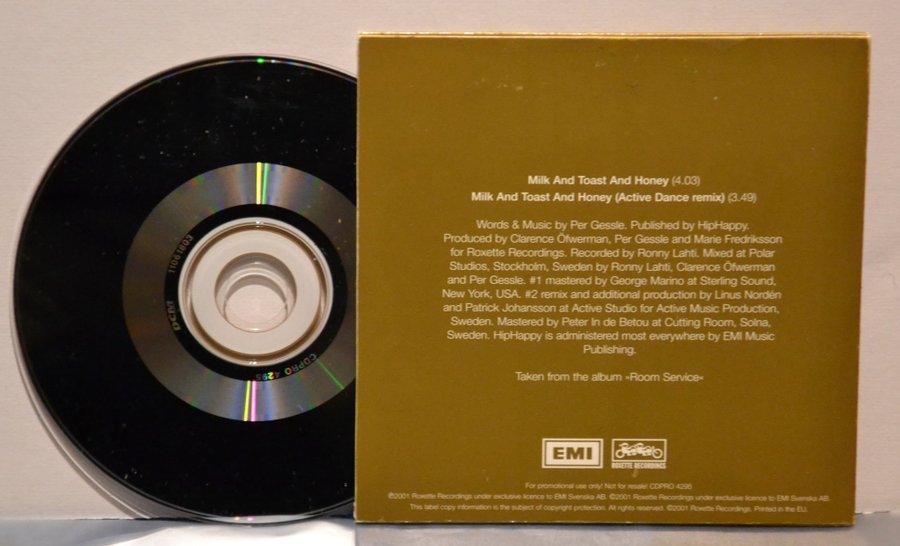 Milk And Toast And Honey (4.03)
Milk And Toast And Honey (Active Dance remix) (3.49)
Words & Music by Per Gessle. Published by HipHappy.
Produced by Clarence Öfwerman, Per Gessle and Marie Fredriksson
for Roxette Recordings. Recorded by Ronny Lahti. Mixed at Polar
Studios, Stockholm, Sweden by Ronny Lahti, Clarence Öfwerman
and Per Gessle. #1 mastered by George Marino at Sterling Sound,
New York, USA. #2 remix and additional production by Linus Nordén
and Patrick Johansson at Active Studio for Active Music Production,
Sweden. Mastered by Peter In de Betou at Cutting Room, Solna,
Sweden. HipHappy is administered most everywhere by EMI Music
Publishing.
Taken from the album »Room Service«
EMI
ROXETTE RECORDINGS
For promotional use only! Not for resale! CDPRO 4295
℗2001 Roxette Recordings under exclusive licence to EMI Svenska AB. ©2001 Roxette Recordings under exclusive licence to EMI Svenska AB.
This label copy information is the subject of copyright protection. All rights reserved. ©2001 Roxette Recordings. Printed in the EU.
DCM
11061803
CDPRO 4295